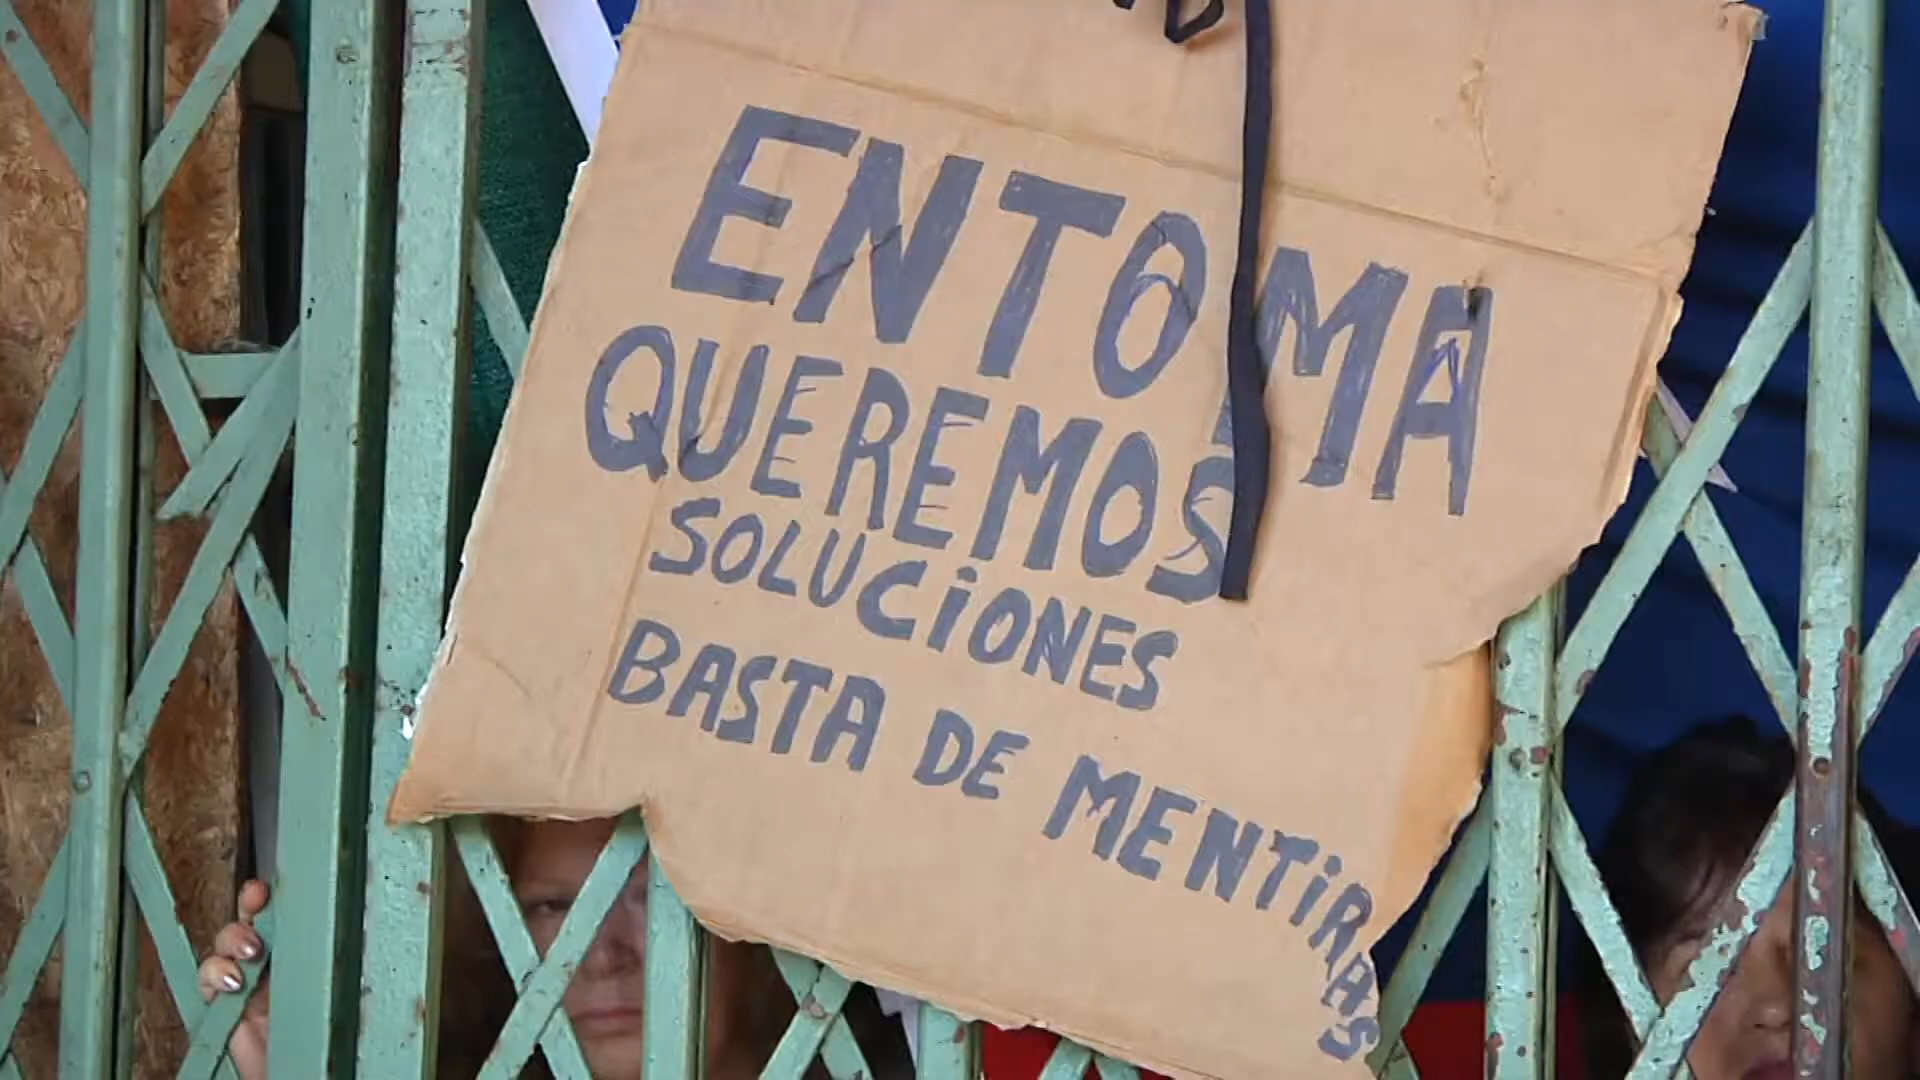 EN TOMA
QUEREMOS
SOLUCiONES
BASTA DE MENTiRAS